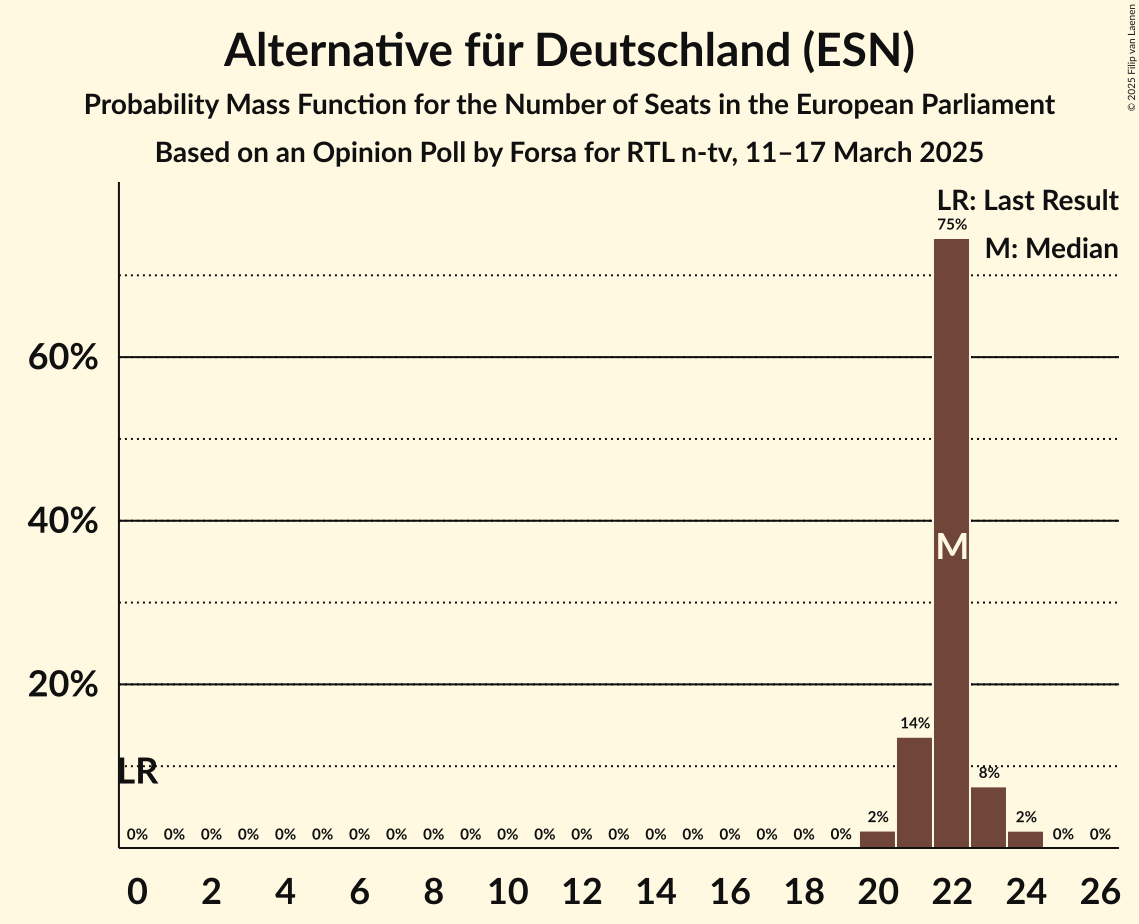 Alternative für Deutschland (ESN)
Probability Mass Function for the Number of Seats in the European Parliament
Based on an Opinion Poll by Forsa for RTL n-tv, 11–17 March 2025
© 2025 Filip van Laenen
LR: Last Result
M: Median
75%
60%
40%
M
20%
14%
LR
8%
2% 2%
0% 0% 0% 0% 0% 0% 0% 0% 0% 0% 0% 0% 0% 0% 0% 0% 0% 0% 0% 0% 0% 0%
0 2 4 6 8 10 12 14 16 18 20 22 24 26